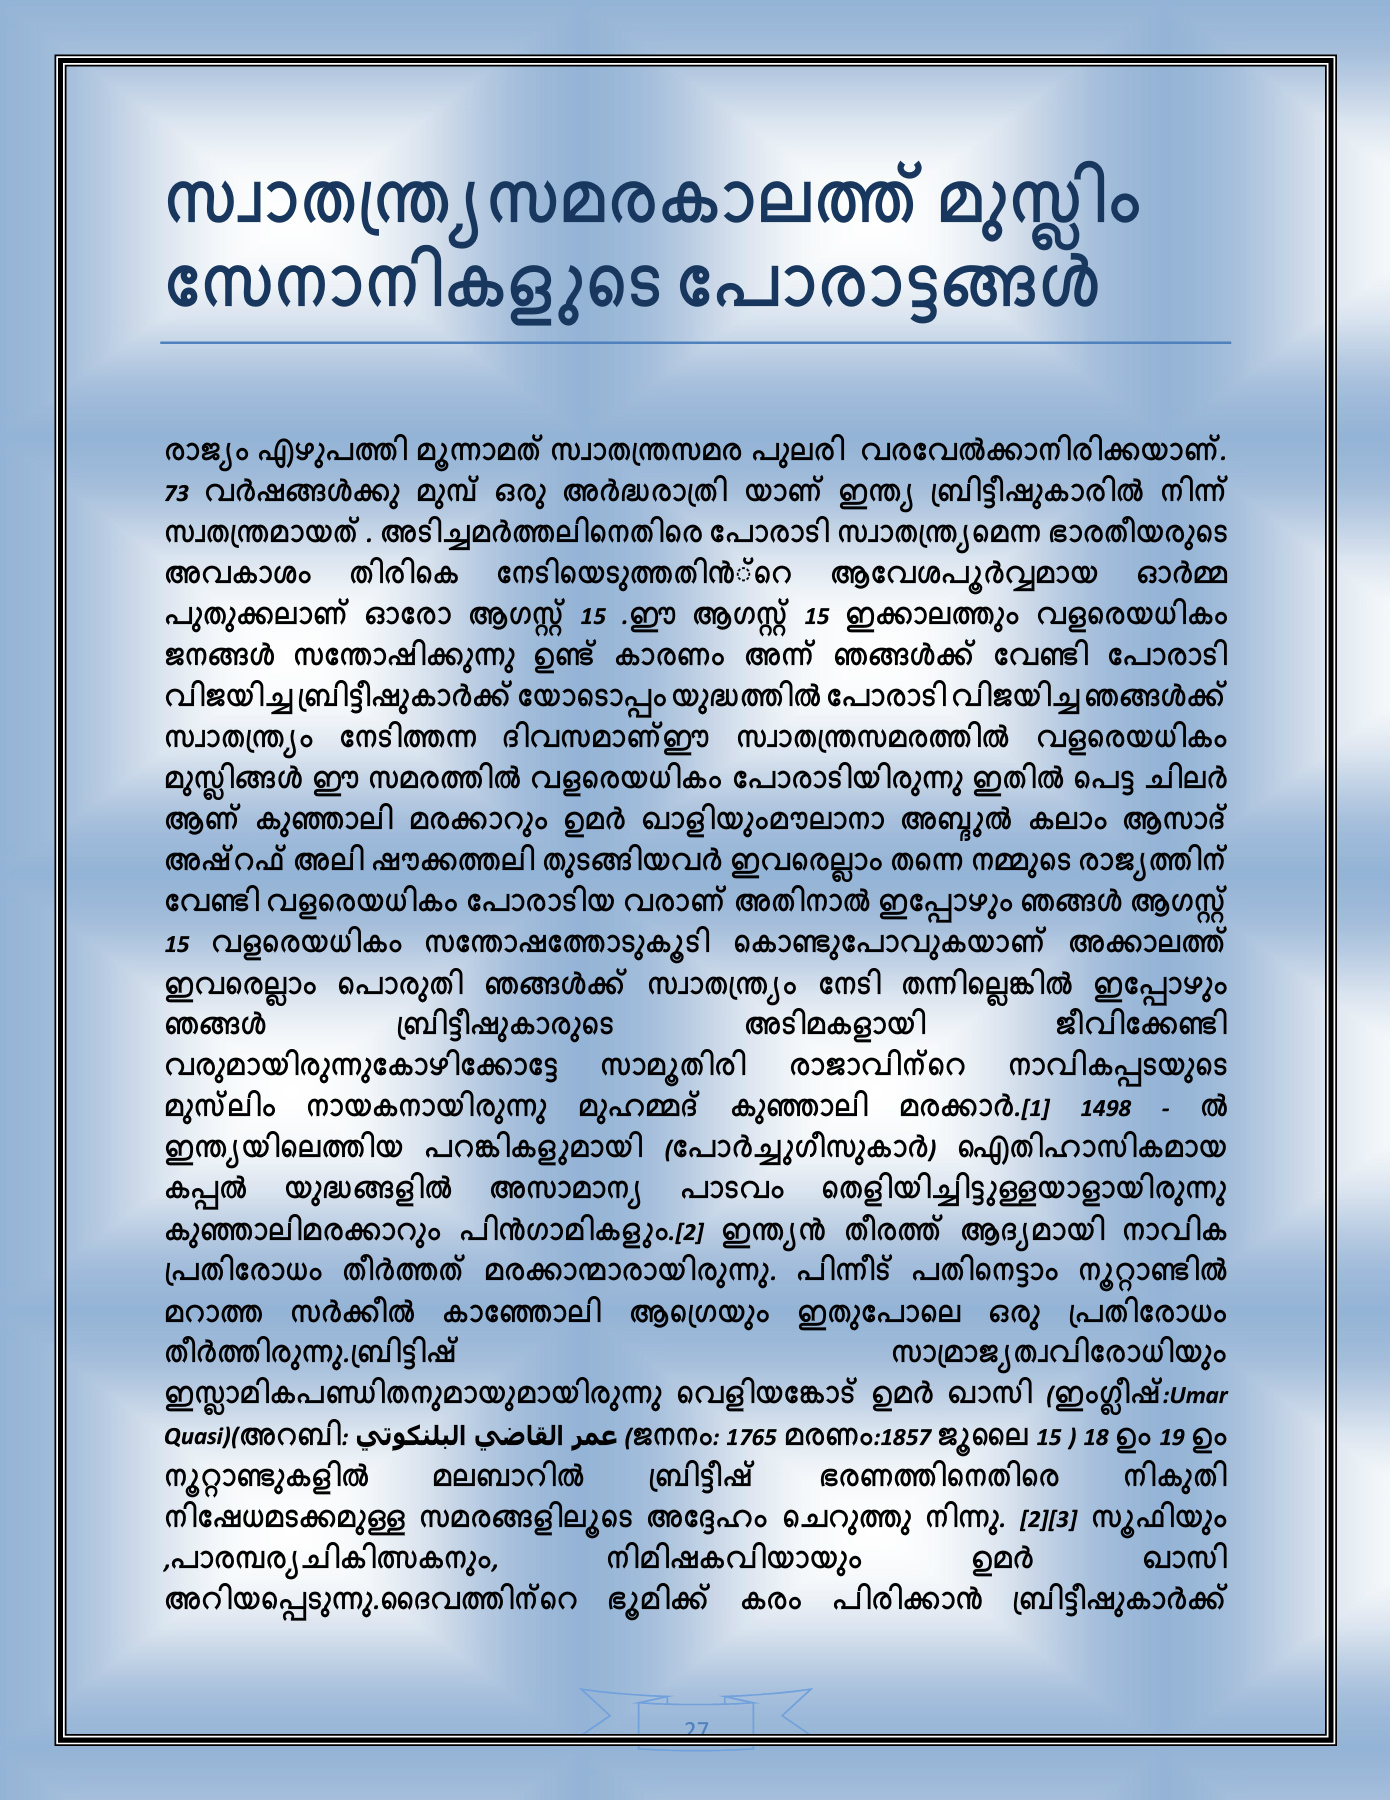 സ്വാതന്ത്ര്യസമരകാലത്ത് മുസ്ലിം
സേനാനികളുടെ പോരാട്ടങ്ങൾ
രാജ്യം എഴുപത്തി മൂന്നാമത് സ്വാതന്ത്രസമര പുലരി വരവേൽക്കാനിരിക്കയാണ്.
73 വർഷങ്ങൾക്കു മുമ്പ് ഒരു അർദ്ധരാത്രി യാണ് ഇന്ത്യ ബ്രിട്ടീഷുകാരിൽ നിന്ന്
സ്വതന്ത്രമായത് . അടിച്ചമർത്തലിനെതിരെ പോരാടി സ്വാതന്ത്ര്യമെന്ന ഭാരതീയരുടെ
അവകാശം തിരികെ നേടിയെടുത്തതിൻ്റെ ആവേശപൂർവ്വമായ ഓർമ്മ
പുതുക്കലാണ് ഓരോ ആഗസ്റ്റ് 15 .ഈ ആഗസ്റ്റ് 15 ഇക്കാലത്തും വളരെയധികം
ജനങ്ങൾ സന്തോഷിക്കുന്നു ഉണ്ട് കാരണം അന്ന് ഞങ്ങൾക്ക് വേണ്ടി പോരാടി
വിജയിച്ച ബ്രിട്ടീഷുകാർക്ക് യോടൊപ്പം യുദ്ധത്തിൽ പോരാടി വിജയിച്ച ഞങ്ങൾക്ക്
സ്വാതന്ത്ര്യം നേടിത്തന്ന ദിവസമാണ്ഈ സ്വാതന്ത്രസമരത്തിൽ വളരെയധികം
മുസ്ലിങ്ങൾ ഈ സമരത്തിൽ വളരെയധികം പോരാടിയിരുന്നു ഇതിൽ പെട്ട ചിലർ
ആണ് കുഞ്ഞാലി മരക്കാറും ഉമർ ഖാളിയുംമൗലാനാ അബ്ദുൽ കലാം ആസാദ്
അഷ്റഫ് അലി ഷൗക്കത്തലി തുടങ്ങിയവർ ഇവരെല്ലാം തന്നെ നമ്മുടെ രാജ്യത്തിന്
വേണ്ടി വളരെയധികം പോരാടിയ വരാണ് അതിനാൽ ഇപ്പോഴും ഞങ്ങൾ ആഗസ്റ്റ്
15 വളരെയധികം സന്തോഷത്തോടുകൂടി കൊണ്ടുപോവുകയാണ് അക്കാലത്ത്
ഇവരെല്ലാം പൊരുതി ഞങ്ങൾക്ക് സ്വാതന്ത്ര്യം നേടി തന്നില്ലെങ്കിൽ ഇപ്പോഴും
ഞങ്ങൾ ബ്രിട്ടീഷുകാരുടെ അടിമകളായി ജീവിക്കേണ്ടി
വരുമായിരുന്നുകോഴിക്കോട്ടേ സാമൂതിരി രാജാവിന്റെ നാവികപ്പടയുടെ
മുസ്‌ലിം നായകനായിരുന്നു മുഹമ്മദ് കുഞ്ഞാലി മരക്കാർ.[1] 1498 - ൽ
ഇന്ത്യയിലെത്തിയ പറങ്കികളുമായി (പോർച്ചുഗീസുകാർ) ഐതിഹാസികമായ
കപ്പൽ യുദ്ധങ്ങളിൽ അസാമാന്യ പാടവം തെളിയിച്ചിട്ടുള്ളയാളായിരുന്നു
കുഞ്ഞാലിമരക്കാറും പിൻഗാമികളും.[2] ഇന്ത്യൻ തീരത്ത് ആദ്യമായി നാവിക
പ്രതിരോധം തീർത്തത് മരക്കാന്മാരായിരുന്നു. പിന്നീട് പതിനെട്ടാം നൂറ്റാണ്ടിൽ
മറാത്ത സർക്കീൽ കാഞ്ഞോലി ആഗ്രെയും ഇതുപോലെ ഒരു പ്രതിരോധം
തീർത്തിരുന്നു.ബ്രിട്ടിഷ് സാമ്രാജ്യത്വവിരോധിയും
ഇസ്ലാമികപണ്ഡിതനുമായുമായിരുന്നു വെളിയങ്കോട് ഉമർ ഖാസി (ഇംഗ്ലീഷ്:Umar
Quasi)(അറബി: عمر القاضي البلنكوتي (ജനനം: 1765 മരണം:1857 ജൂലൈ 15 ) 18 ഉം 19 ഉം
നൂറ്റാണ്ടുകളിൽ മലബാറിൽ ബ്രിട്ടീഷ് ഭരണത്തിനെതിരെ നികുതി
നിഷേധമടക്കമുള്ള സമരങ്ങളിലൂടെ അദ്ദേഹം ചെറുത്തു നിന്നു. [2][3] സൂഫിയും
,പാരമ്പര്യചികിത്സകനും, നിമിഷകവിയായും ഉമർ ഖാസി
അറിയപ്പെടുന്നു.ദൈവത്തിന്റെ ഭൂമിക്ക് കരം പിരിക്കാൻ ബ്രിട്ടീഷുകാർക്ക്
27